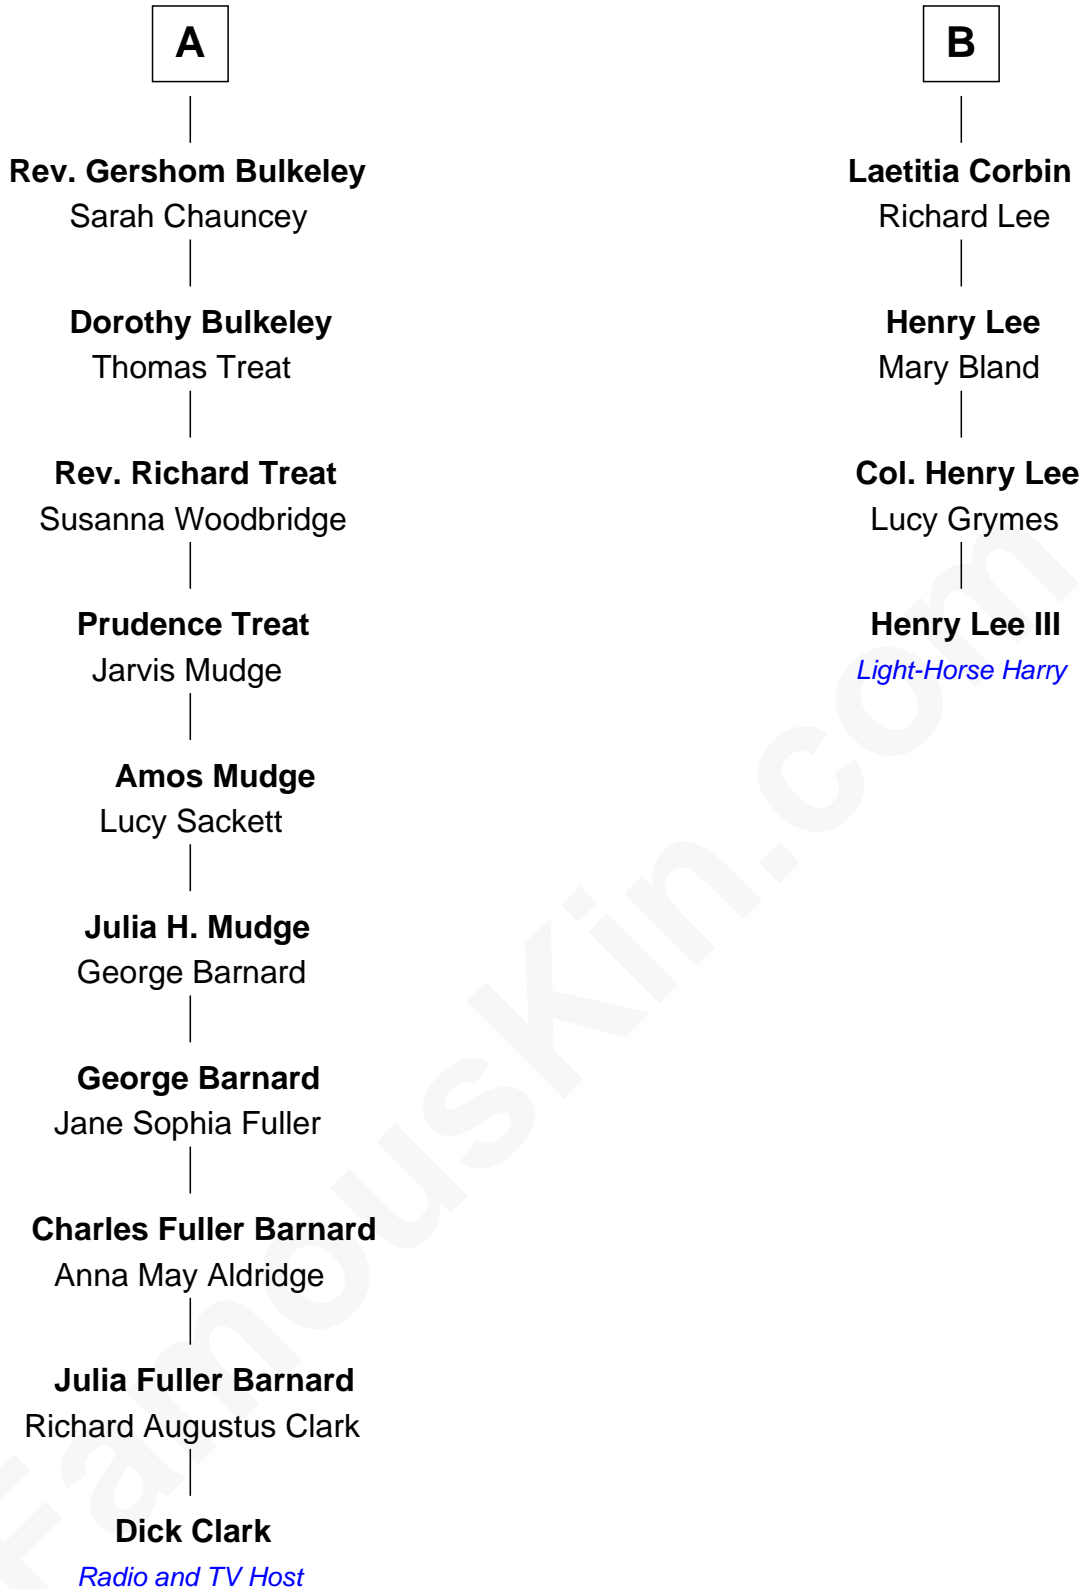 A
Rev. Gershom Bulkeley
Sarah Chauncey
Dorothy Bulkeley
Thomas Treat
Rev. Richard Treat
Susanna Woodbridge
Prudence Treat
Jarvis Mudge
Amos Mudge
Lucy Sackett
Julia H. Mudge
George Barnard
George Barnard
Jane Sophia Fuller
Charles Fuller Barnard
Anna May Aldridge
Julia Fuller Barnard
Richard Augustus Clark
Dick Clark
Radio and TV Host
B
Laetitia Corbin
Richard Lee
Henry Lee
Mary Bland
Col. Henry Lee
Lucy Grymes
Henry Lee III
Light-Horse Harry
FamousKin.com